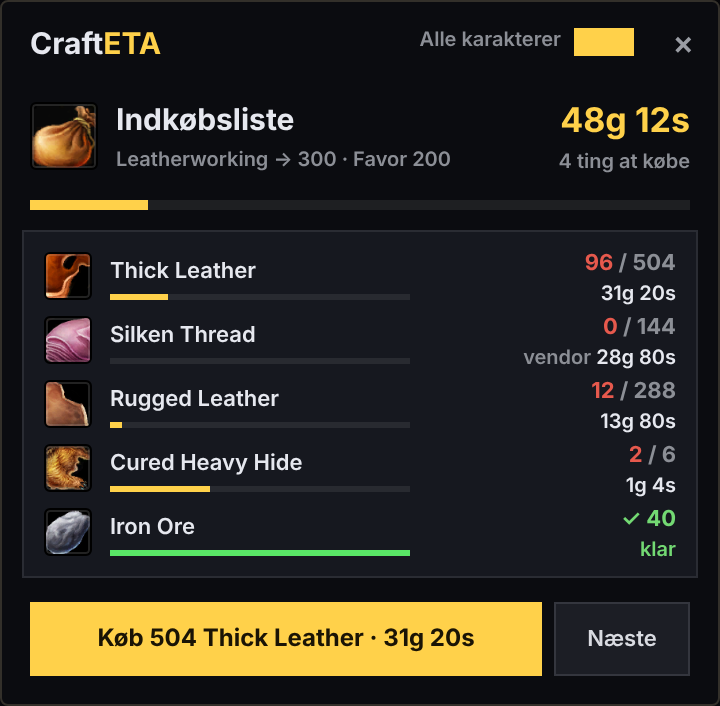 CraftETA
Alle karakterer
×
Indkøbsliste
48g 12s
Leatherworking → 300 · Favor 200
4 ting at købe
Thick Leather
96 / 504
31g 20s
Silken Thread
0 / 144
vendor 28g 80s
Rugged Leather
12 / 288
13g 80s
Cured Heavy Hide
2 / 6
1g 4s
Iron Ore
✓ 40
klar
Køb 504 Thick Leather · 31g 20s
Næste